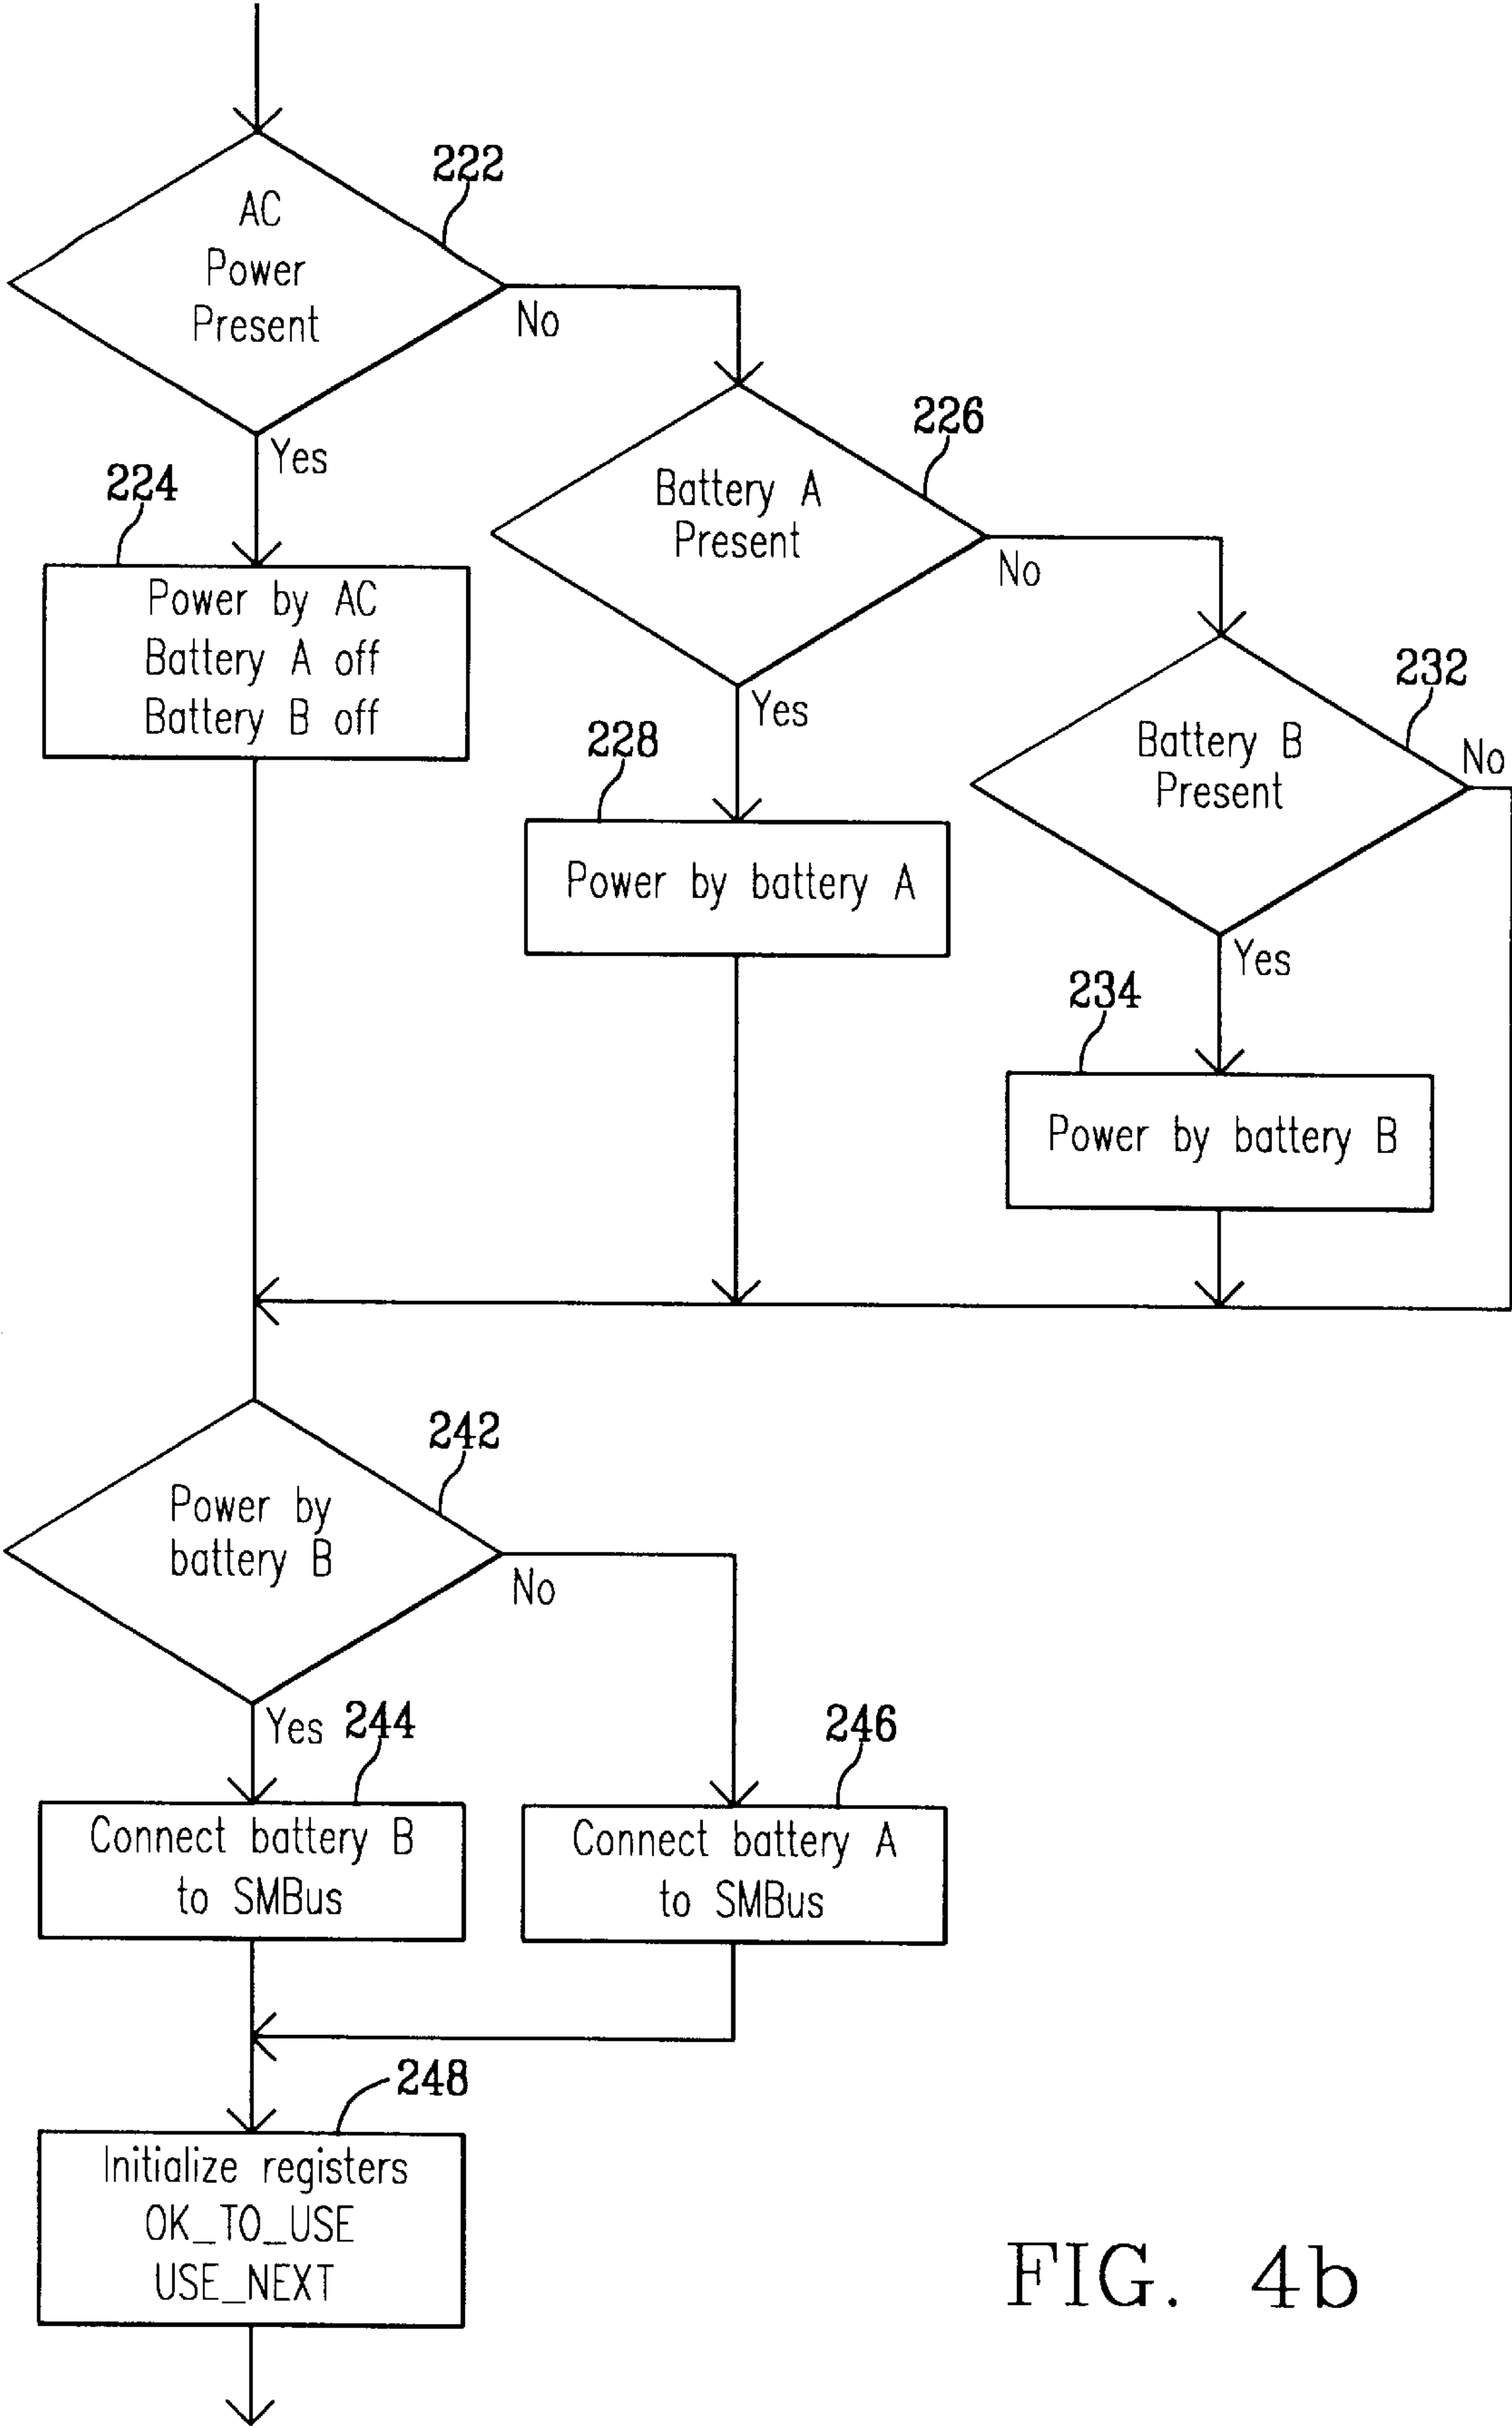 222
AC
Power
Present
No
Yes
224
Power by AC
Battery A off
Battery B off
226
Battery A
Present
No
Yes
228
Power by battery A
232
Battery B
Present
No
Yes
234
Power by battery B
242
Power by
battery B
No
Yes
244
Connect battery B
to SMBus
246
Connect battery A
to SMBus
248
Initialize registers
OK_TO_USE
USE_NEXT
FIG. 4b